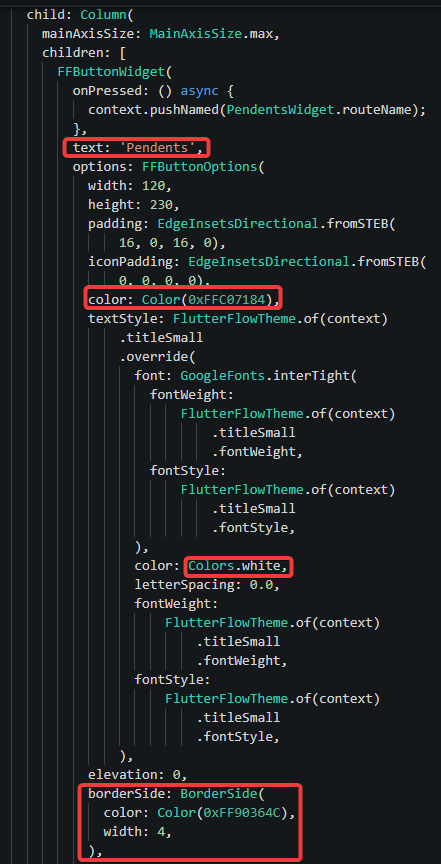 child: Column(
mainAxisSize: MainAxisSize.max,
children: [
FFButtonWidget(
onPressed: () async {
context.pushNamed(PendentsWidget.routeName);
},
text: 'Pendents',
options: FFButtonOptions(
width: 120,
height: 230,
padding: EdgeInsetsDirectional.fromSTEB(
16, 0, 16, 0),
iconPadding: EdgeInsetsDirectional.fromSTEB(
0, 0, 0, 0),
color: Color(0xFFC07184),
textStyle: FlutterFlowTheme.of(context)
.titleSmall
.override(
font: GoogleFonts.interTight(
fontWeight:
FlutterFlowTheme.of(context)
.titleSmall
.fontWeight,
fontStyle:
FlutterFlowTheme.of(context)
.titleSmall
.fontStyle,
),
color: Colors.white,
letterSpacing: 0.0,
fontWeight:
FlutterFlowTheme.of(context)
.titleSmall
.fontWeight,
fontStyle:
FlutterFlowTheme.of(context)
.titleSmall
.fontStyle,
),
elevation: 0,
borderSide: BorderSide(
color: Color(0xFF90364C),
width: 4,
),